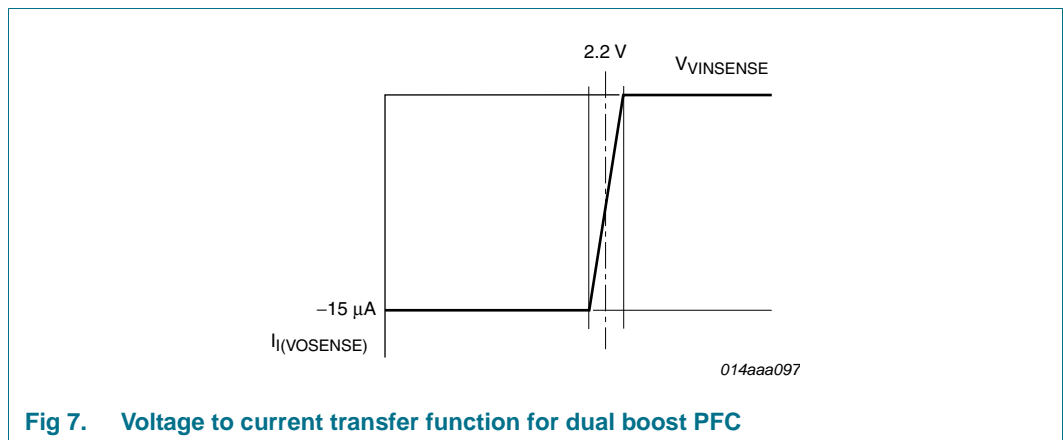 2.2 V
VVINSENSE
−15 μA
II(VOSENSE)
014aaa097
Fig 7. Voltage to current transfer function for dual boost PFC